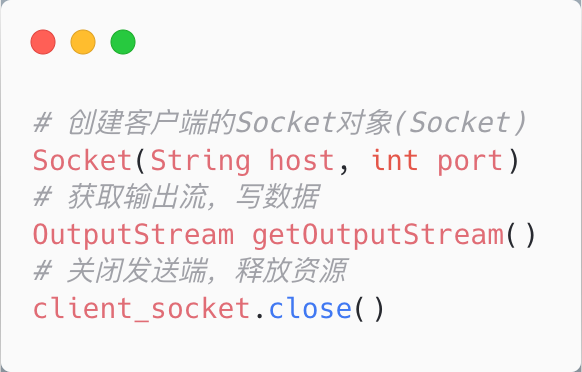 # 创建客户端的Socket对象(Socket)
Socket(String host, int port)
# 获取输出流，写数据
OutputStream getOutputStream()
# 关闭发送端，释放资源
client_socket.close()